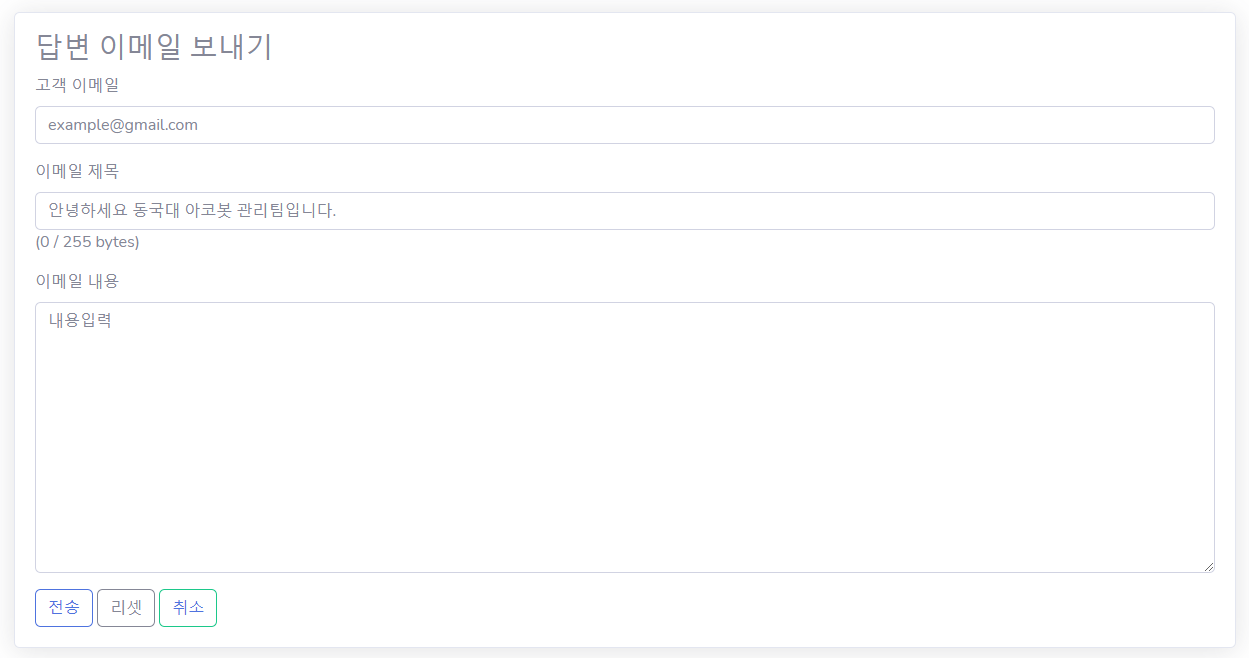 답변 이메일 보내기
고객 이메일
example@gmail.com
이메일 제목
안녕하세요 동국대 아코봇 관리팀입니다.
(0 / 255 bytes)
이메일 내용
내용입력
전송 리셋 취소